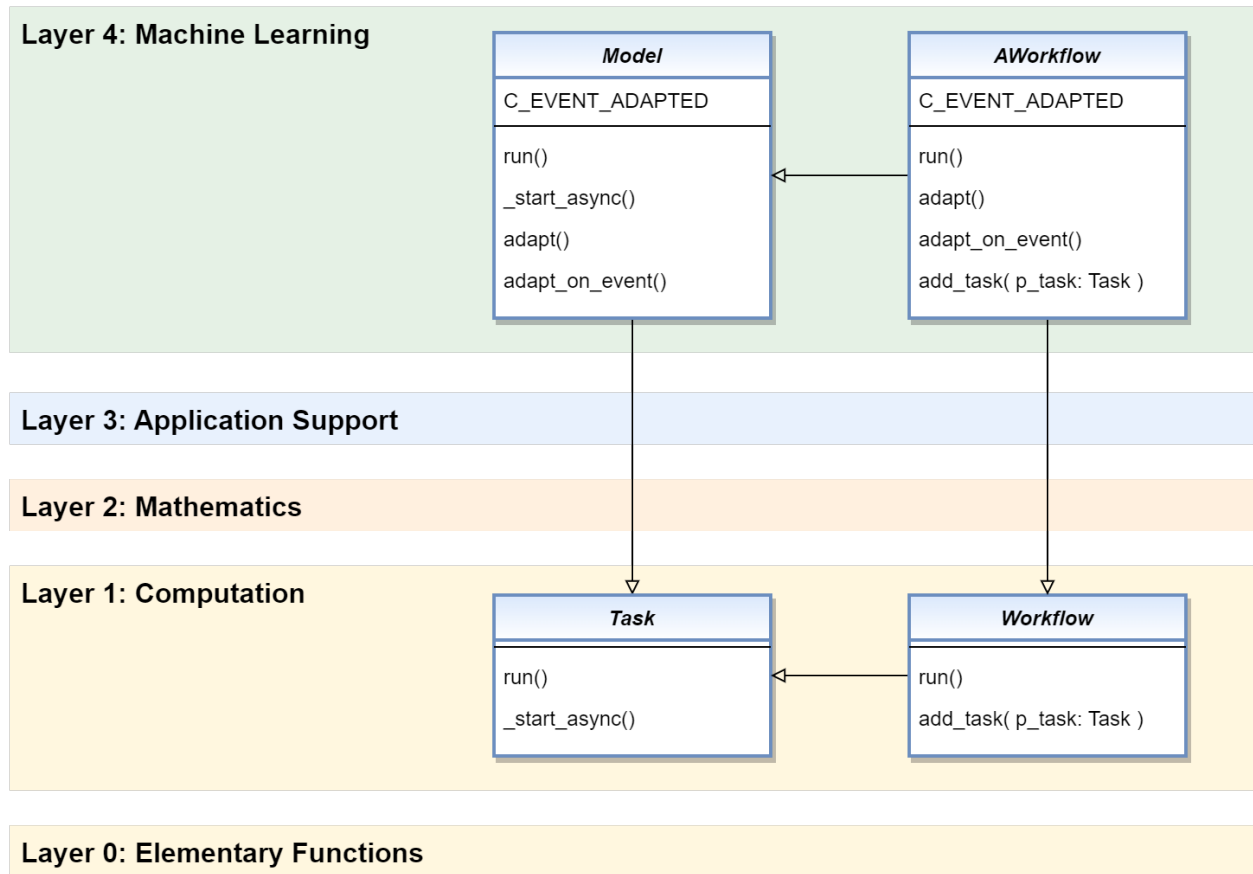 Layer 4: Machine Learning
Model
C_EVENT_ADAPTED
run()
_start_async()
adapt()
adapt_on_event()
AWorkflow
C_EVENT_ADAPTED
run()
adapt()
adapt_on_event()
add_task( p_task: Task )
Layer 3: Application Support
Layer 2: Mathematics
Layer 1: Computation
Task
run()
_start_async()
Workflow
run()
add_task( p_task: Task )
Layer 0: Elementary Functions